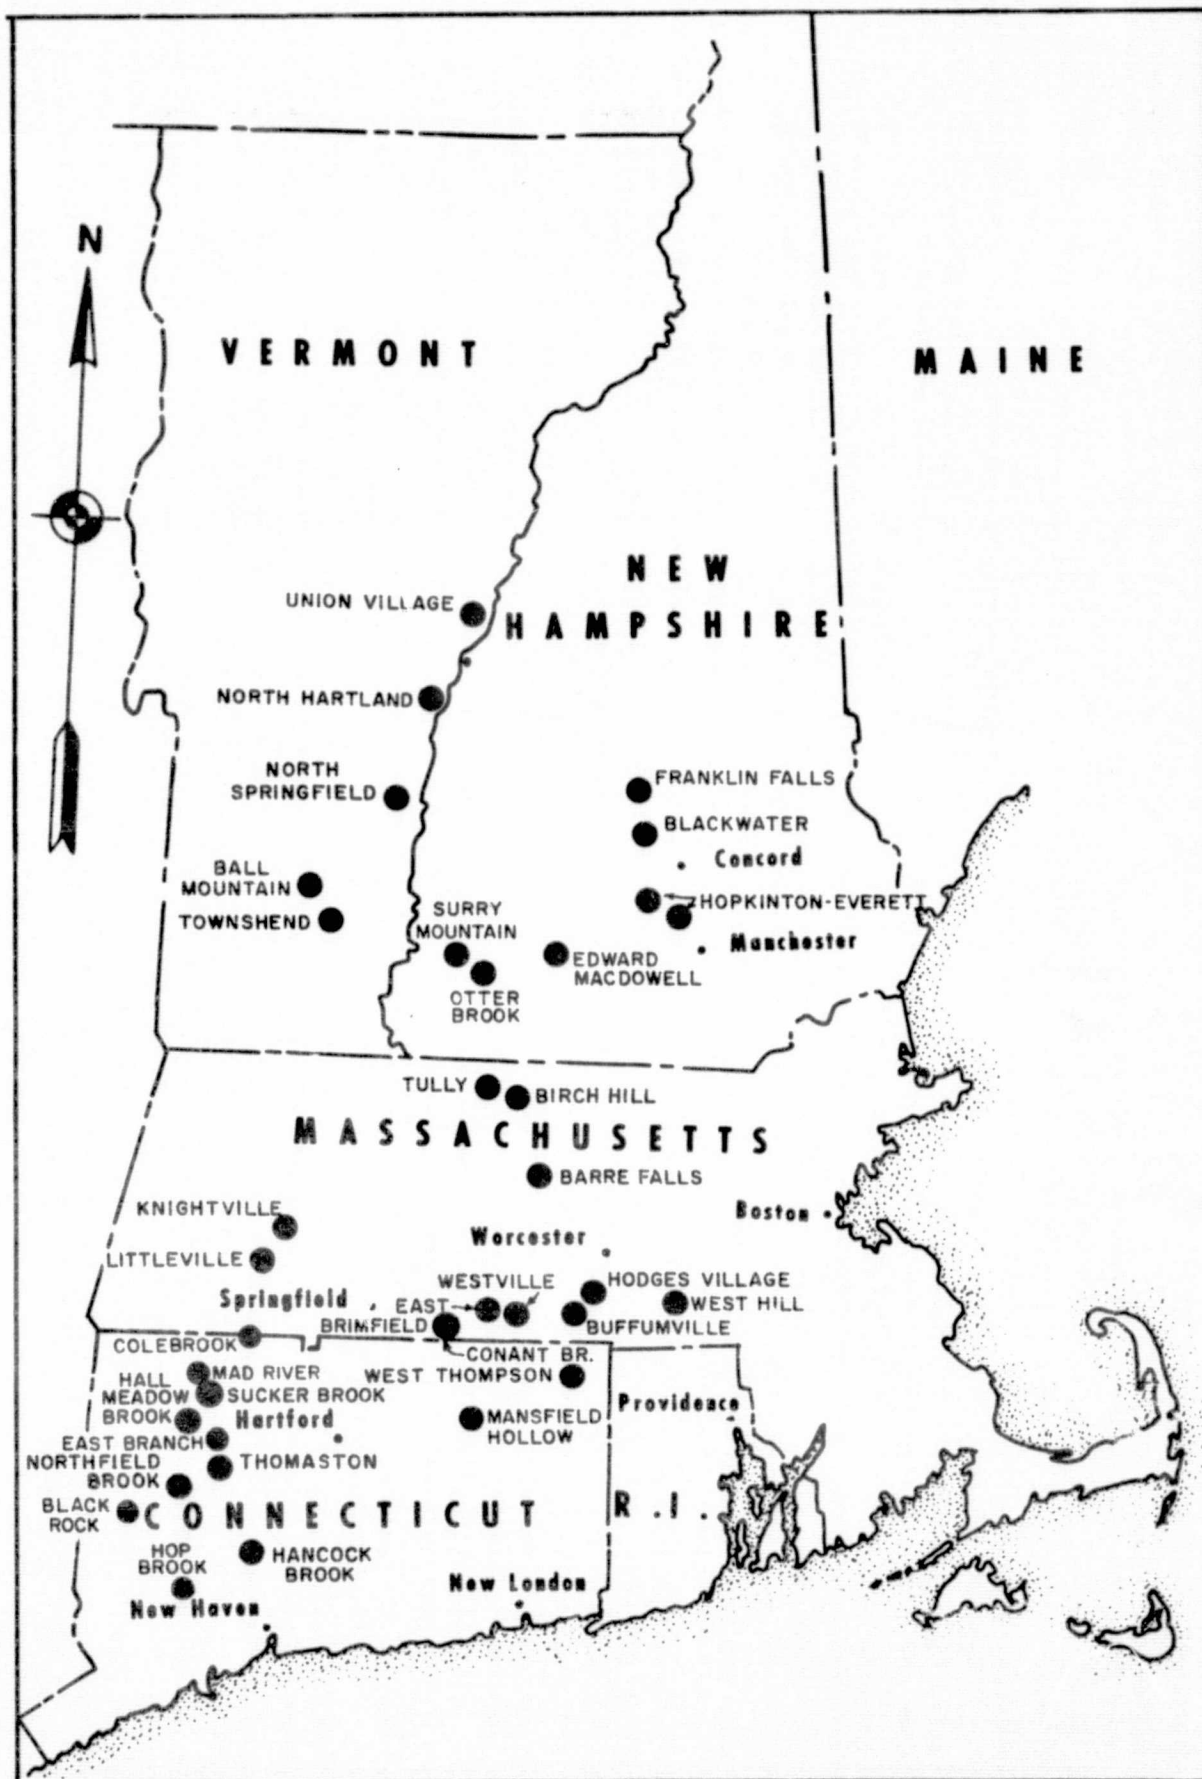 N
VERMONT
MAINE
NEW
HAMPSHIRE
UNION VILLAGE
NORTH HARTLAND
NORTH
SPRINGFIELD
FRANKLIN FALLS
BLACKWATER
Concord
BALL
MOUNTAIN
TOWNSHEND
HOPKINTON-EVERETT
SURRY
MOUNTAIN
Manchester
EDWARD
MACDOWELL
OTTER
BROOK
TULLY
BIRCH HILL
MASSACHUSETTS
BARRE FALLS
KNIGHTVILLE
Boston
Worcester
LITTLEVILLE
WESTVILLE
HODGES VILLAGE
Springfield
EAST
BRIMFIELD
WEST HILL
BUFFUMVILLE
COLEBROOK
CONANT BR.
MAD RIVER
WEST THOMPSON
HALL
MEADOW
BROOK
SUCKER BROOK
Providence
Hartford
MANSFIELD
HOLLOW
EAST BRANCH
NORTHFIELD
BROOK
THOMASTON
BLACK
ROCK
CONNECTICUT
R.I.
HOP
BROOK
HANCOCK
BROOK
New London
New Haven